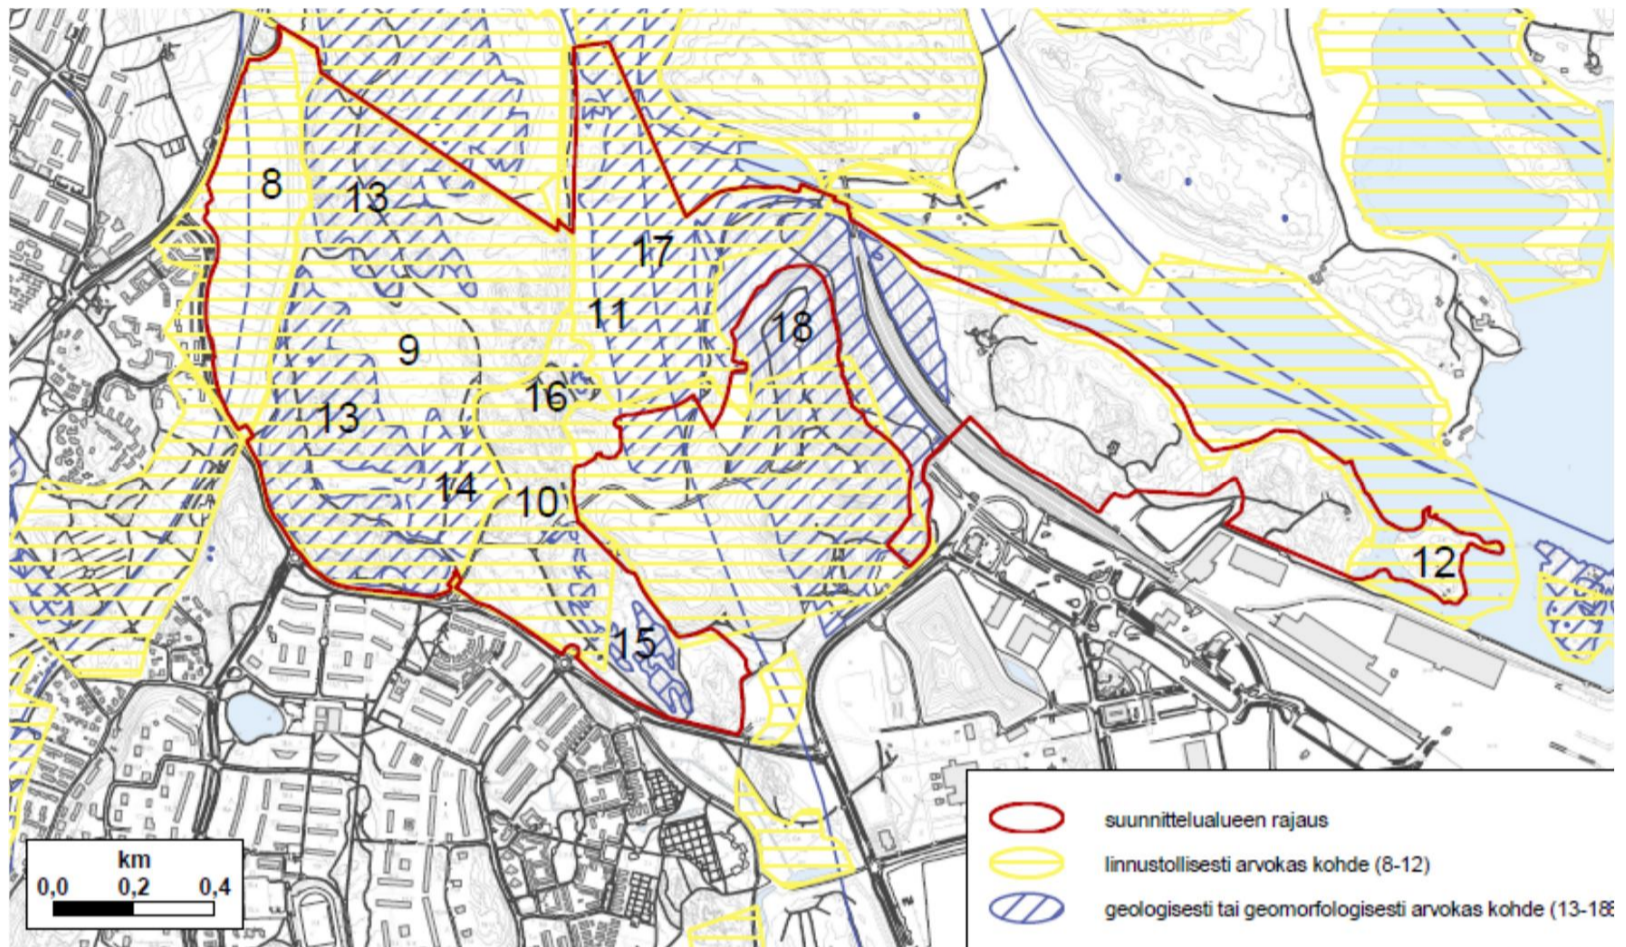 8
13
17
11
18
9
16
13
14
10
12
15
suunnittelualueen rajaus
km
linnustollisesti arvokas kohde (8-12)
0,0 0,2 0,4
geologisesti tai geomorfologisesti arvokas kohde (13-18